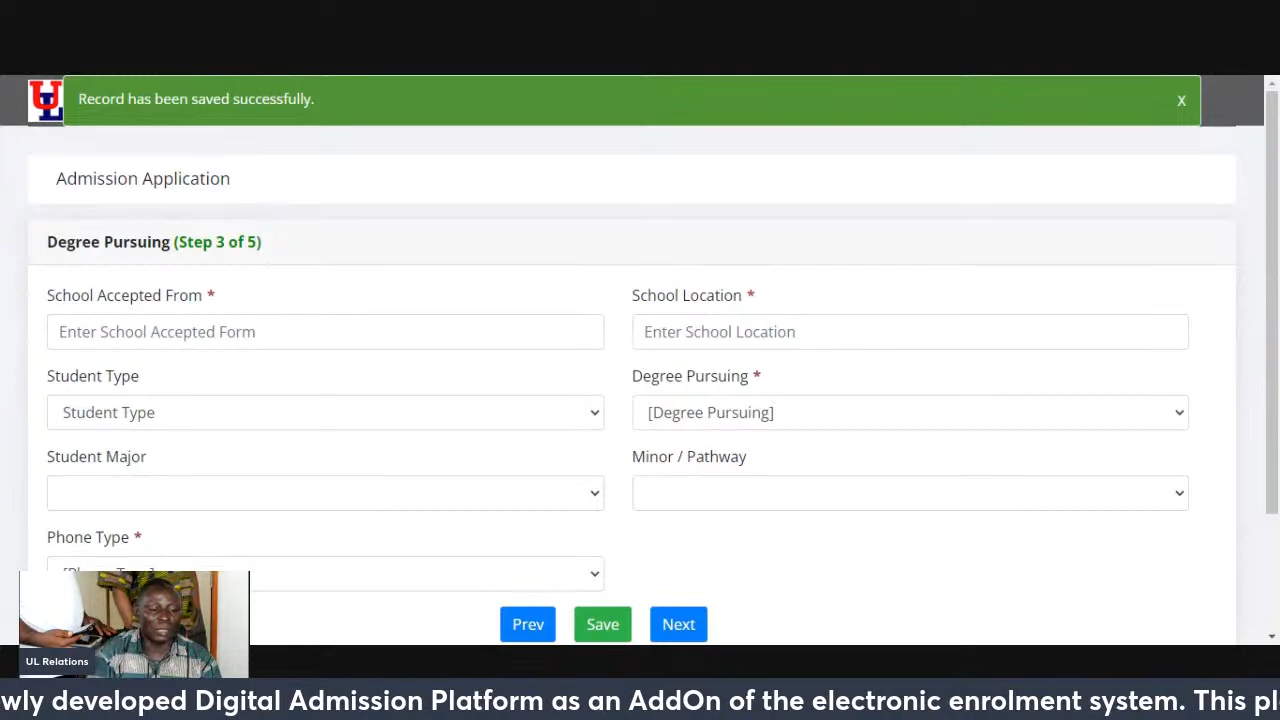 UL
Record has been saved successfully.
X
Admission Application
Degree Pursuing (Step 3 of 5)
School Accepted From *
School Location *
Enter School Accepted Form
Enter School Location
Student Type
Degree Pursuing *
Student Type
[Degree Pursuing]
Student Major
Minor / Pathway
Phone Type *
Prev
Save
Next
UL Relations
wly developed Digital Admission Platform as an AddOn of the electronic enrolment system. This pl